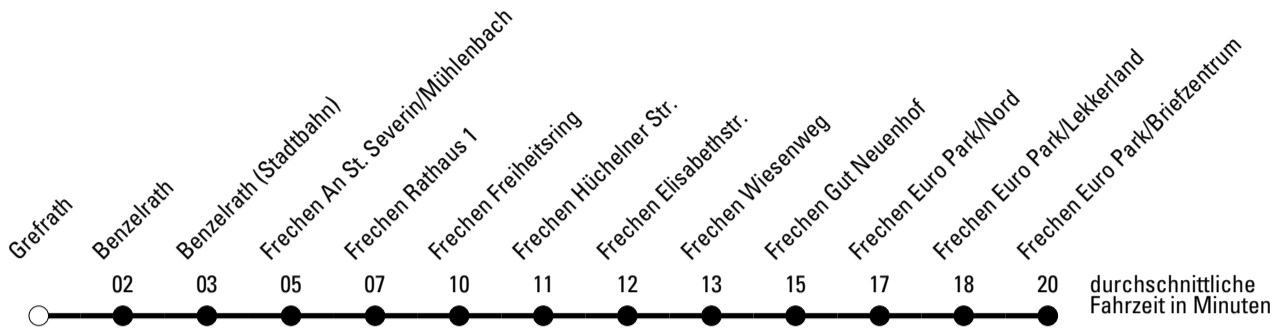 Grefrath
Benzelrath
Benzelrath (Stadtbahn)
Frechen An St. Severin/Mühlenbach
Frechen Rathaus 1
Frechen Freiheitsring
Frechen Hüchelner Str.
Frechen Elisabethstr.
Frechen Wiesenweg
Frechen Gut Neuenhof
Frechen Euro Park/Nord
Frechen Euro Park/Lekkerland
Frechen Euro Park/Briefzentrum
02 03 05 07 10 11 12 13 15 17 18 20
durchschnittliche
Fahrzeit in Minuten